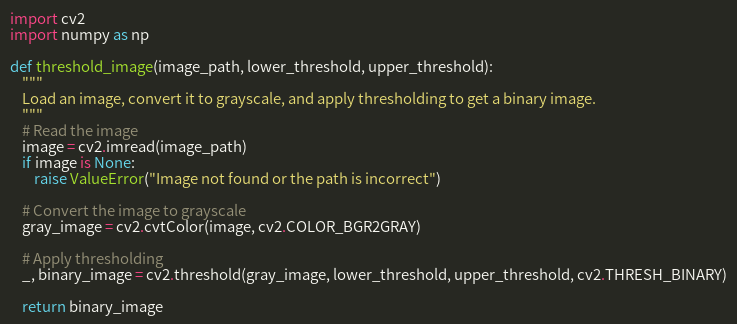 import cv2
import numpy as np
def threshold_image(image_path, lower_threshold, upper_threshold):
"""
Load an image, convert it to grayscale, and apply thresholding to get a binary image.
"""
# Read the image
image = cv2.imread(image_path)
if image is None:
raise ValueError("Image not found or the path is incorrect")
# Convert the image to grayscale
gray_image = cv2.cvtColor(image, cv2.COLOR_BGR2GRAY)
# Apply thresholding
_, binary_image = cv2.threshold(gray_image, lower_threshold, upper_threshold, cv2.THRESH_BINARY)
return binary_image